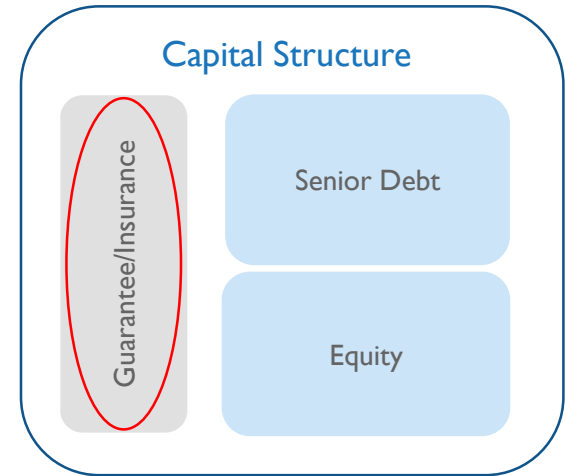 Capital Structure
Guarantee/Insurance
Senior Debt
Equity